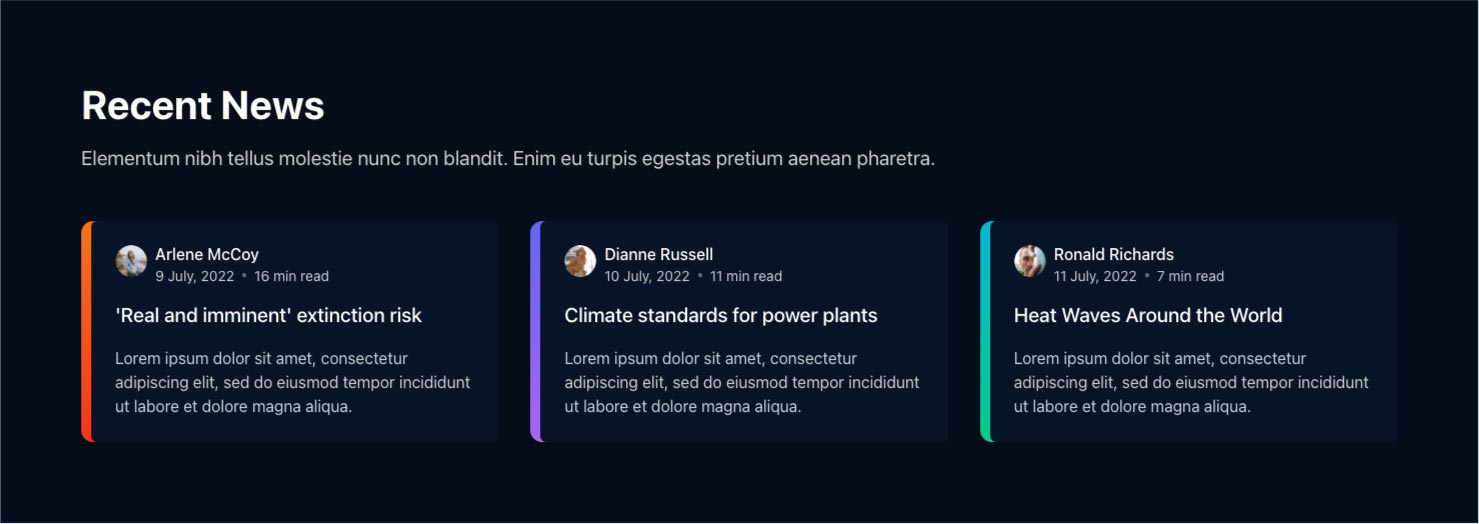 Recent News
Elementum nibh tellus molestie nunc non blandit. Enim eu turpis egestas pretium aenean pharetra.
Arlene McCoy
9 July, 2022 • 16 min read
'Real and imminent' extinction risk
Lorem ipsum dolor sit amet, consectetur
adipiscing elit, sed do eiusmod tempor incididunt
ut labore et dolore magna aliqua.
Dianne Russell
10 July, 2022 • 11 min read
Climate standards for power plants
Lorem ipsum dolor sit amet, consectetur
adipiscing elit, sed do eiusmod tempor incididunt
ut labore et dolore magna aliqua.
Ronald Richards
11 July, 2022 • 7 min read
Heat Waves Around the World
Lorem ipsum dolor sit amet, consectetur
adipiscing elit, sed do eiusmod tempor incididunt
ut labore et dolore magna aliqua.